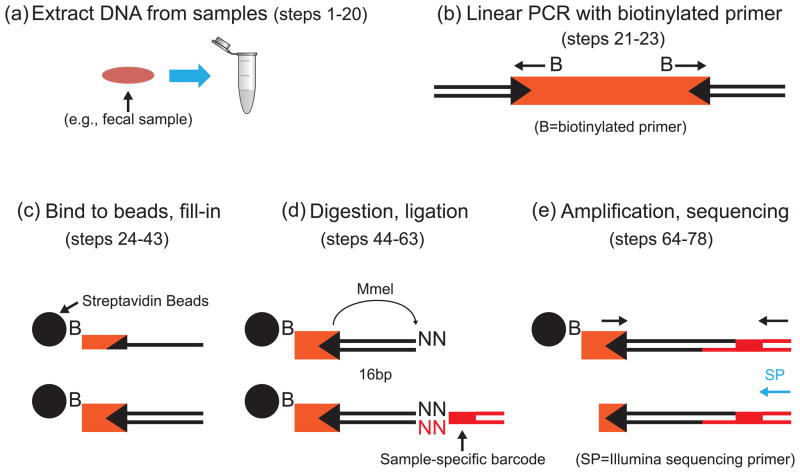 (a) Extract DNA from samples (steps 1-20)
(e.g., fecal sample)
(b) Linear PCR with biotinylated primer
(steps 21-23)
B B
(B=biotinylated primer)
(c) Bind to beads, fill-in
(steps 24-43)
Streptavidin Beads
B
B
(d) Digestion, ligation
(steps 44-63)
MmeI
B NN
16bp
B NN
NN
Sample-specific barcode
(e) Amplification, sequencing
(steps 64-78)
B
SP
(SP=Illumina sequencing primer)